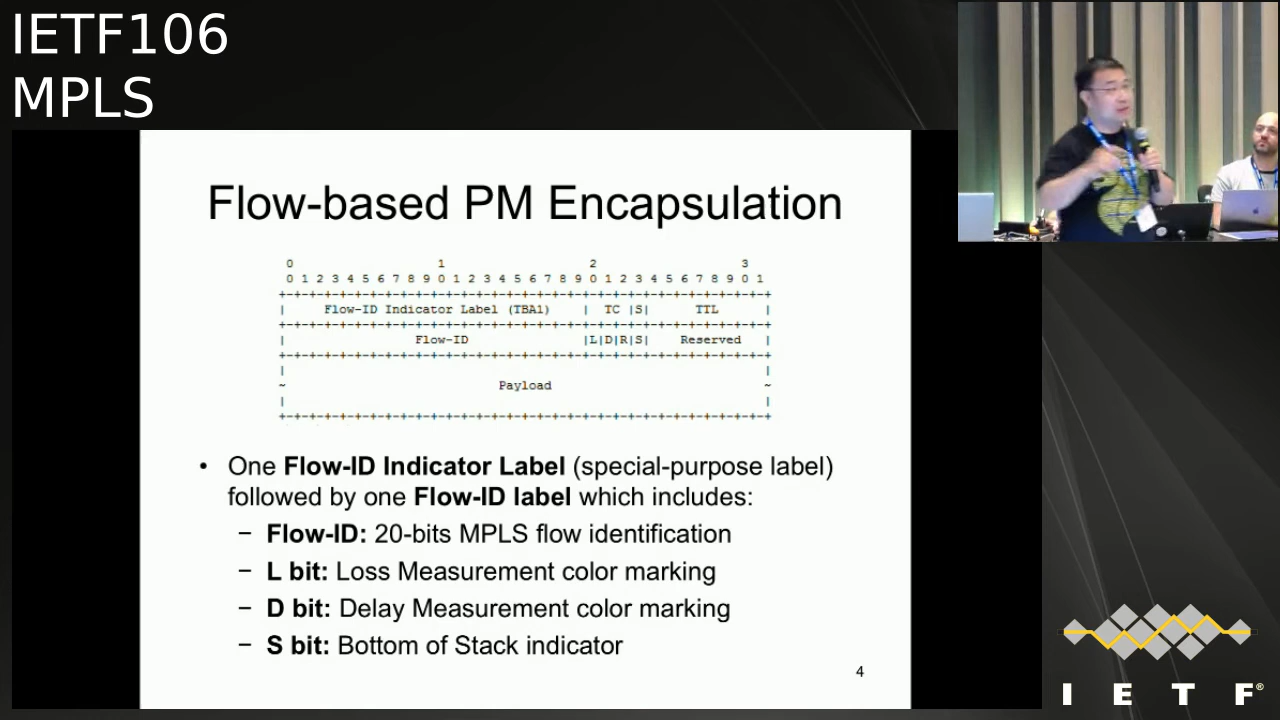 IETF106
MPLS
Flow-based PM Encapsulation
0                   1                   2                   3
0 1 2 3 4 5 6 7 8 9 0 1 2 3 4 5 6 7 8 9 0 1 2 3 4 5 6 7 8 9 0 1
+-+-+-+-+-+-+-+-+-+-+-+-+-+-+-+-+-+-+-+-+-+-+-+-+-+-+-+-+-+-+-+-+
|     Flow-ID Indicator Label (TBA1)    |  TC |S|      TTL      |
+-+-+-+-+-+-+-+-+-+-+-+-+-+-+-+-+-+-+-+-+-+-+-+-+-+-+-+-+-+-+-+-+
|                 Flow-ID               |L|D|R|S|    Reserved   |
+-+-+-+-+-+-+-+-+-+-+-+-+-+-+-+-+-+-+-+-+-+-+-+-+-+-+-+-+-+-+-+-+
|                                                               |
~                            Payload                            ~
|                                                               |
+-+-+-+-+-+-+-+-+-+-+-+-+-+-+-+-+-+-+-+-+-+-+-+-+-+-+-+-+-+-+-+-+
• One Flow-ID Indicator Label (special-purpose label)
followed by one Flow-ID label which includes:
– Flow-ID: 20-bits MPLS flow identification
– L bit: Loss Measurement color marking
– D bit: Delay Measurement color marking
– S bit: Bottom of Stack indicator
4
I E T F®